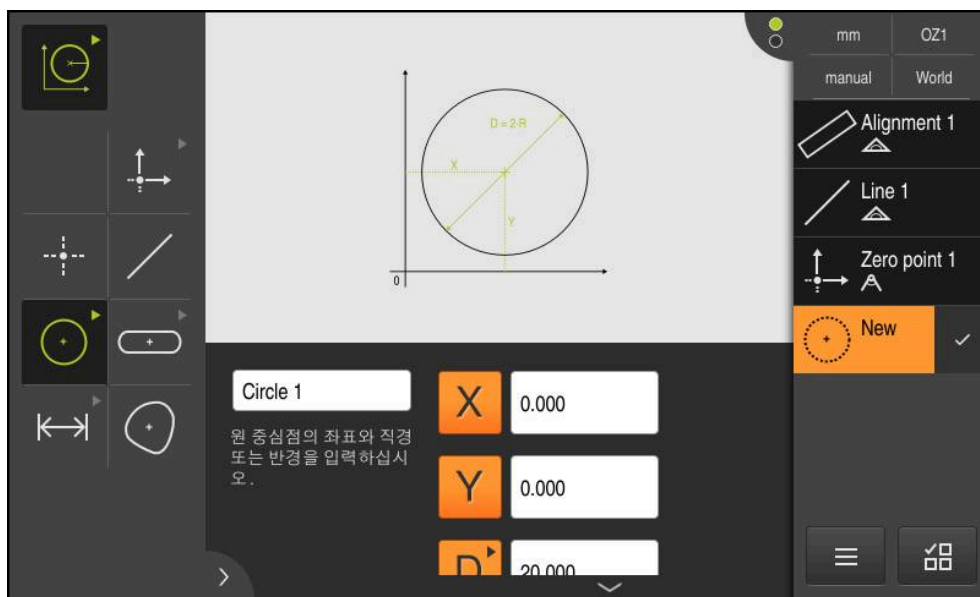 mm
OZ1
manual
World
D = 2·R
X
Y
0
Alignment 1
Line 1
Zero point 1
New
Circle 1
원 중심점의 좌표와 직경
또는 반경을 입력하십시
오.
X
0.000
Y
0.000
D
20.000